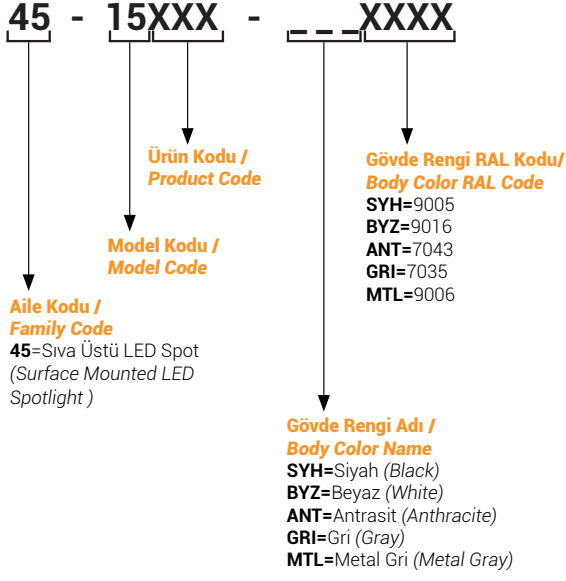 45 - 15XXX - _ _ _XXXX
Ürün Kodu /
Product Code
Gövde Rengi RAL Kodu/
Body Color RAL Code
SYH=9005
BYZ=9016
ANT=7043
GRI=7035
MTL=9006
Model Kodu /
Model Code
Aile Kodu /
Family Code
45=Sıva Üstü LED Spot
(Surface Mounted LED
Spotlight )
Gövde Rengi Adı /
Body Color Name
SYH=Siyah (Black)
BYZ=Beyaz (White)
ANT=Antrasit (Anthracite)
GRI=Gri (Gray)
MTL=Metal Gri (Metal Gray)